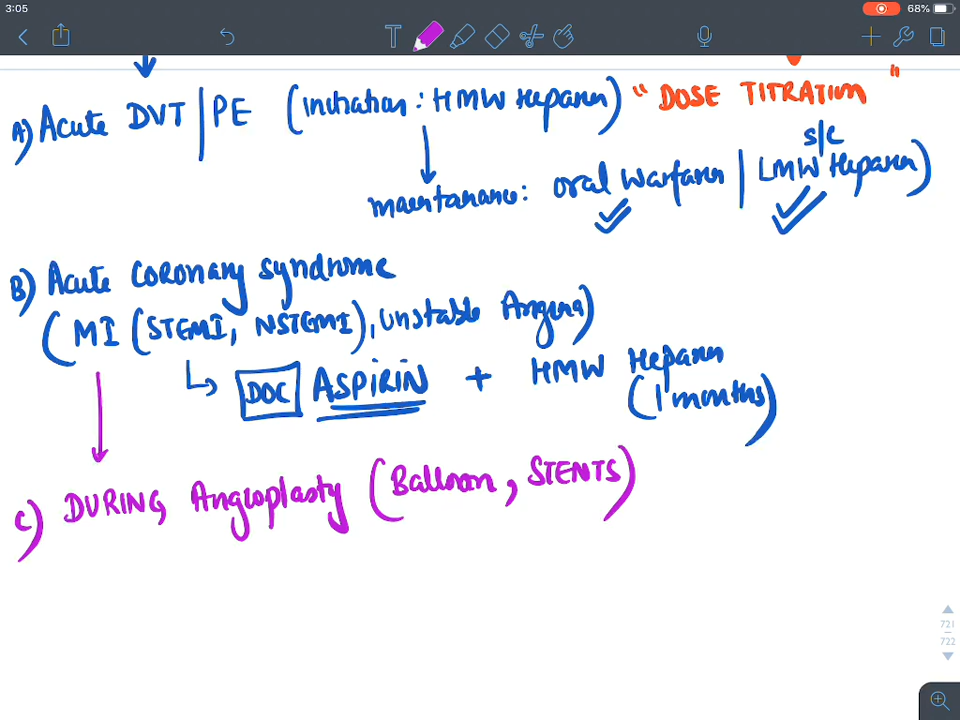 3:05
68%
T
A) Acute DVT | PE (initiation : HMW Heparin) " DOSE TITRATION "
s/c
maintanance: oral Warfarin | LMW Heparin)
B) Acute coronary syndrome
(MI (STEMI, NSTEMI), Unstable Angina)
DOC ASPIRIN + HMW Heparin
(1 months)
C) DURING Angioplasty (Balloon, STENTS)
721
722